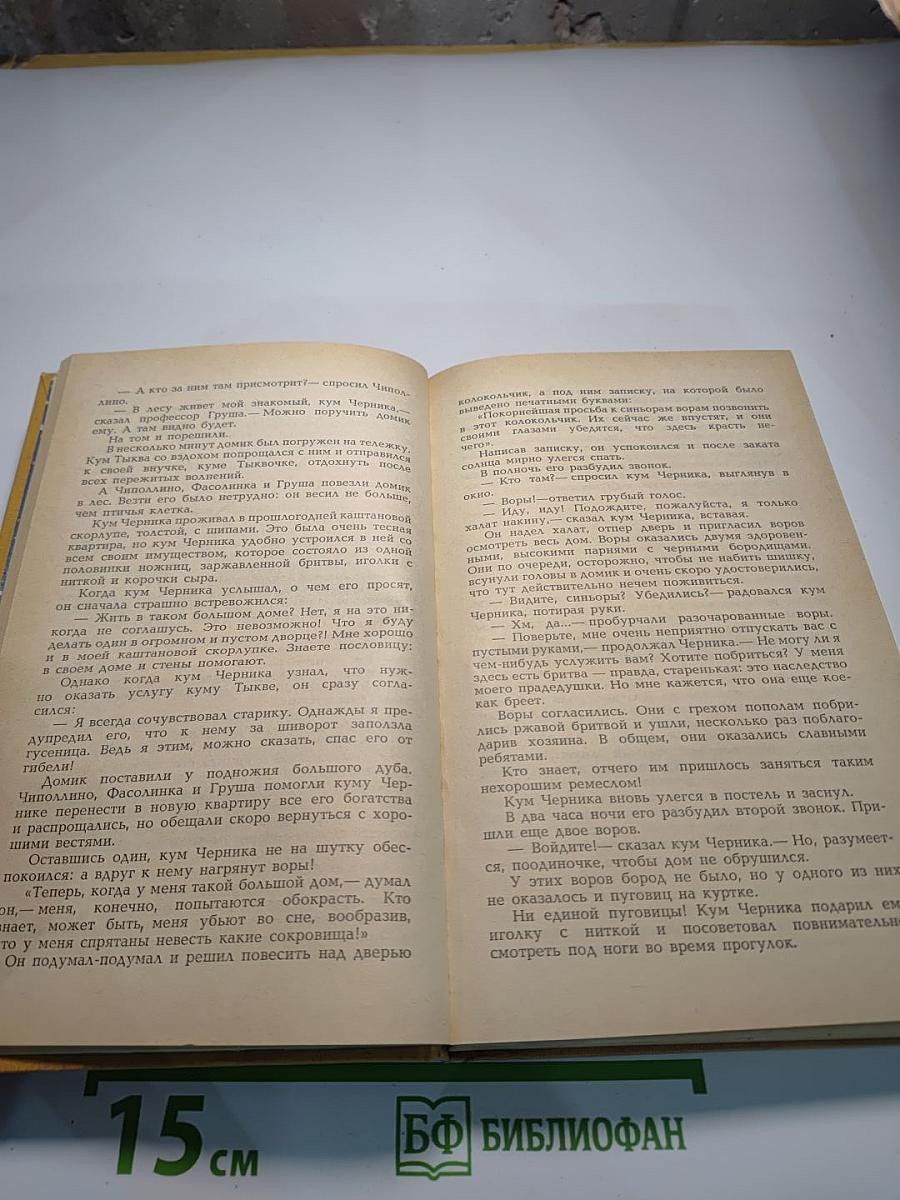 — А кто за ним там присмотрит?— спросил Чипол-
лино.
— В лесу живет мой знакомый, кум Черника,—
сказал профессор Груша.— Можно поручить домик
ему. А там видно будет.
На том и порешили.
В несколько минут домик был погружен на тележку,
Кум Тыква со вздохом попрощался с ним и отправился
к своей внучке, куме Тыквочке, отдохнуть после
всех пережитых волнений.
А Чиполлино, Фасолинка и Груша повезли домик
в лес. Везти его было нетрудно: он весил не больше,
чем птичья клетка.
Кум Черника проживал в прошлогодней каштановой
скорлупе, толстой, с шипами. Это была очень тесная
квартира, но кум Черника удобно устроился в ней со
всем своим имуществом, которое состояло из одной
половинки ножниц, заржавленной бритвы, иголки с
ниткой и корочки сыра.
Когда кум Черника услышал, о чем его просят,
он сначала страшно встревожился:
— Жить в таком большом доме? Нет, я на это ни-
когда не соглашусь. Это невозможно! Что я буду
делать один в огромном и пустом дворце?! Мне хорошо
и в моей каштановой скорлупке. Знаете пословицу:
в своем доме и стены помогают.
Однако когда кум Черника узнал, что нуж-
но оказать услугу куму Тыкве, он сразу согла-
сился:
— Я всегда сочувствовал старику. Однажды я пре-
дупредил его, что к нему за шиворот заползла
гусеница. Ведь я этим, можно сказать, спас его от
гибели!
Домик поставили у подножия большого дуба.
Чиполлино, Фасолинка и Груша помогли куму Чер-
нике перенести в новую квартиру все его богатства
и распрощались, но обещали скоро вернуться с хоро-
шими вестями.
Оставшись один, кум Черника не на шутку обес-
покоился: а вдруг к нему нагрянут воры!
«Теперь, когда у меня такой большой дом,— думал
он,— меня, конечно, попытаются обокрасть. Кто
знает, может быть, меня убьют во сне, вообразив,
что у меня спрятаны невесть какие сокровища!»
Он подумал-подумал и решил повесить над дверью
колокольчик, а под ним записку, на которой было
выведено печатными буквами:
«Покорнейшая просьба к синьорам ворам позвонить
в этот колокольчик. Их сейчас же впустят, и они
своими глазами убедятся, что здесь красть не-
чего».
Написав записку, он успокоился и после заката
солнца мирно улегся спать.
В полночь его разбудил звонок.
— Кто там?— спросил кум Черника, выглянув в
окно.
— Воры!—ответил грубый голос.
— Иду, иду! Подождите, пожалуйста, я только
халат накину,— сказал кум Черника, вставая.
Он надел халат, отпер дверь и пригласил воров
осмотреть весь дом. Воры оказались двумя здоровен-
ными, высокими парнями с черными бородищами.
Они по очереди, осторожно, чтобы не набить шишку,
всунули головы в домик и очень скоро удостоверились,
что тут действительно нечем поживиться.
— Видите, синьоры? Убедились?— радовался кум
Черника, потирая руки.
— Хм, да...— пробурчали разочарованные воры.
— Поверьте, мне очень неприятно отпускать вас с
пустыми руками,— продолжал Черника.— Не могу ли я
чем-нибудь услужить вам? Хотите побриться? У меня
здесь есть бритва — правда, старенькая: это наследство
моего прадедушки. Но мне кажется, что она еще кое-
как бреет.
Воры согласились. Они с грехом пополам побри-
лись ржавой бритвой и ушли, несколько раз поблаго-
дарив хозяина. В общем, они оказались славными
ребятами.
Кто знает, отчего им пришлось заняться таким
нехорошим ремеслом!
Кум Черника вновь улегся в постель и заснул.
В два часа ночи его разбудил второй звонок. При-
шли еще двое воров.
— Войдите!— сказал кум Черника.— Но, разумеет-
ся, поодиночке, чтобы дом не обрушился.
У этих воров бород не было, но у одного из них
не оказалось и пуговиц на куртке.
Ни единой пуговицы! Кум Черника подарил ем
иголку с ниткой и посоветовал повнимательно
смотреть под ноги во время прогулок.
15 см
БФ БИБЛИОФАН